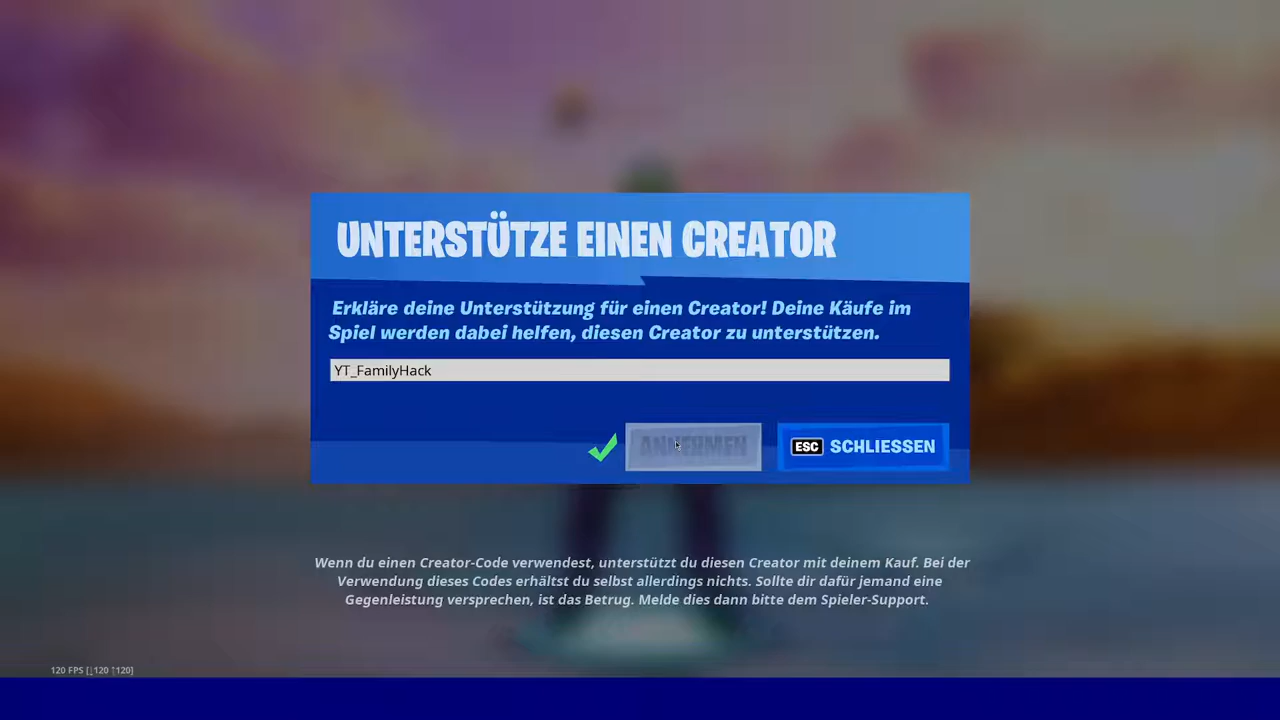 UNTERSTÜTZE EINEN CREATOR
Erkläre deine Unterstützung für einen Creator! Deine Käufe im
Spiel werden dabei helfen, diesen Creator zu unterstützen.
YT_FamilyHack
ANNEHMEN
ESC SCHLIESSEN
Wenn du einen Creator-Code verwendest, unterstützt du diesen Creator mit deinem Kauf. Bei der
Verwendung dieses Codes erhältst du selbst allerdings nichts. Sollte dir dafür jemand eine
Gegenleistung versprechen, ist das Betrug. Melde dies dann bitte dem Spieler-Support.
120 FPS [↓120 ↑120]